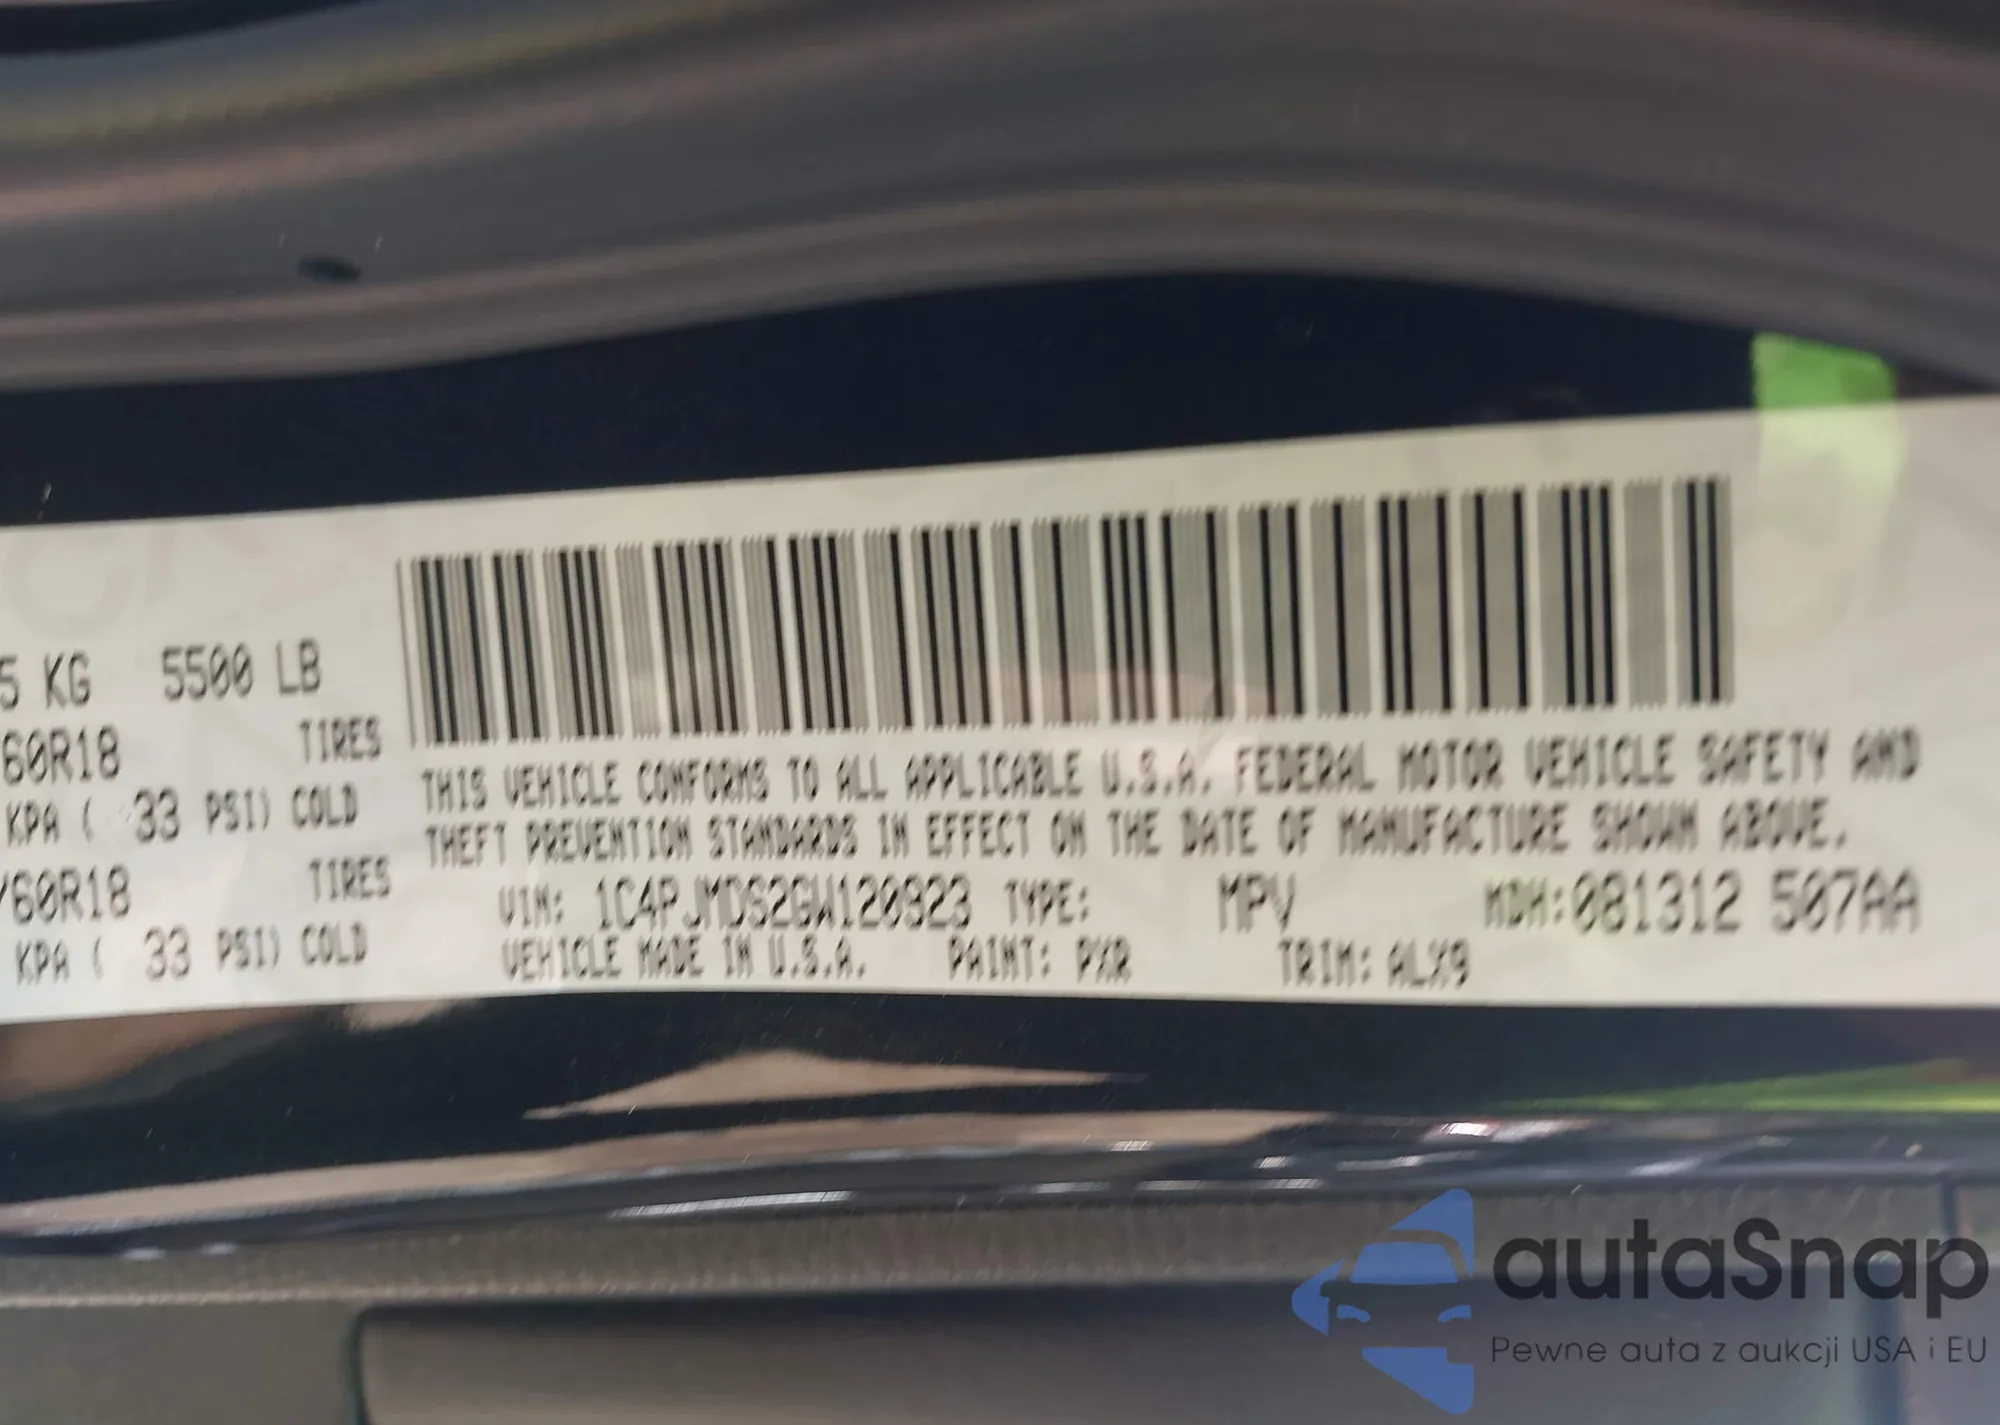 5 KG 5500 LB
60R18 TIRES
KPA ( 33 PSI) COLD
/60R18 TIRES
KPA ( 33 PSI) COLD
THIS VEHICLE CONFORMS TO ALL APPLICABLE U.S.A. FEDERAL MOTOR VEHICLE SAFETY AND
THEFT PREVENTION STANDARDS IN EFFECT ON THE DATE OF MANUFACTURE SHOWN ABOVE.
VIN: 1C4PJMDS2GW120923 TYPE: MPV MDH:081312 507AA
VEHICLE MADE IN U.S.A. PAINT: PXR TRIM: ALX9
autaSnap
Pewne auta z aukcji USA i EU